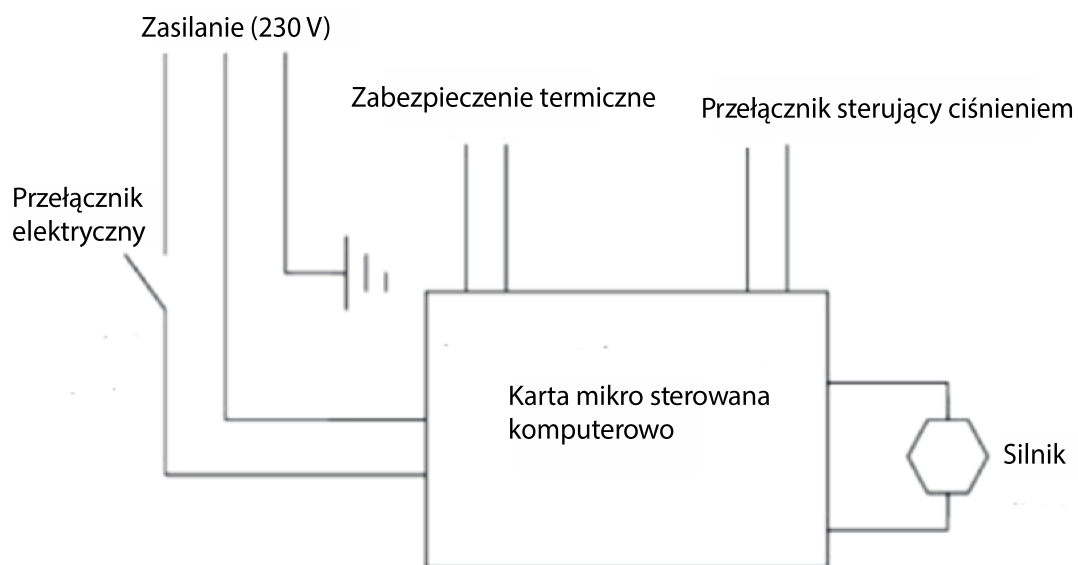 Zasilanie (230 V)
Zabezpieczenie termiczne
Przełącznik sterujący ciśnieniem
Przełącznik
elektryczny
Karta mikro sterowana
komputerowo
Silnik